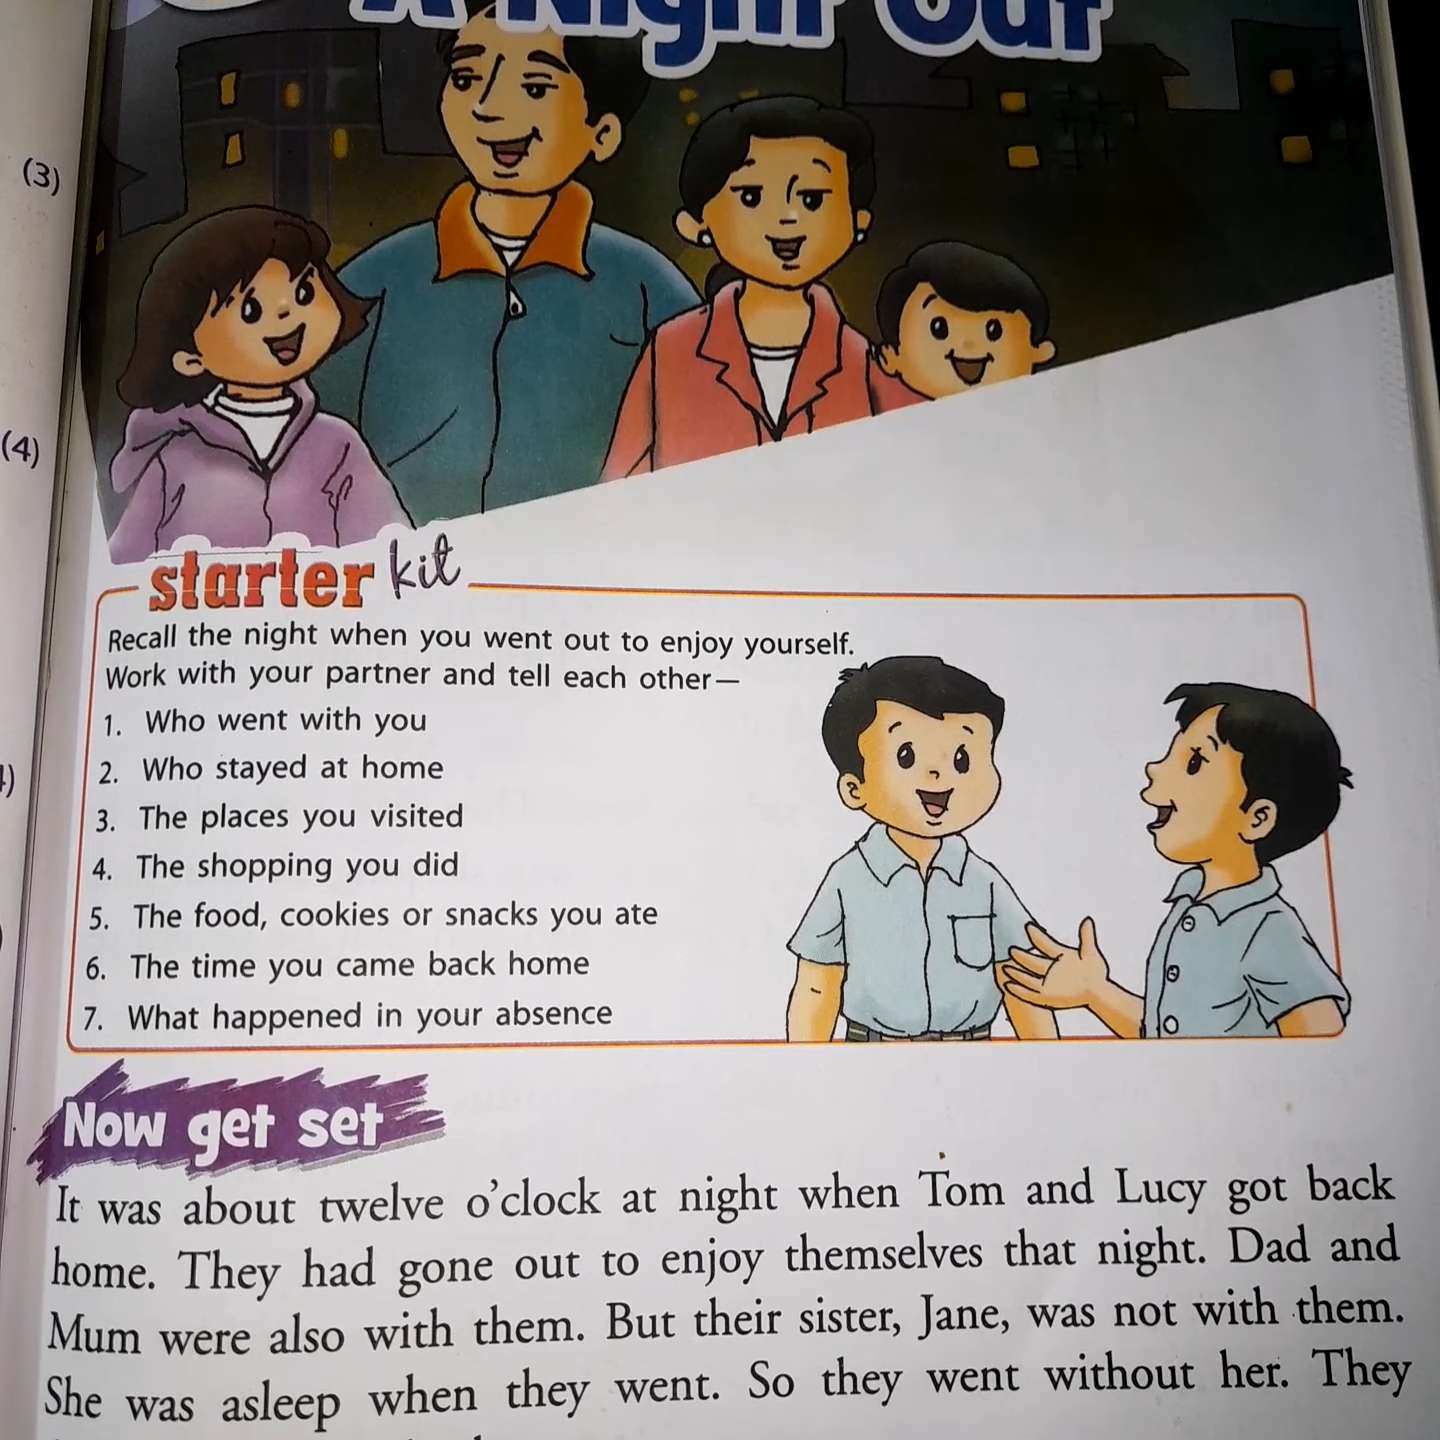 A Night Out
(3)
(4)
starter kit
Recall the night when you went out to enjoy yourself.
Work with your partner and tell each other—
1. Who went with you
2. Who stayed at home
3. The places you visited
4. The shopping you did
5. The food, cookies or snacks you ate
6. The time you came back home
7. What happened in your absence
Now get set
It was about twelve o'clock at night when Tom and Lucy got back
home. They had gone out to enjoy themselves that night. Dad and
Mum were also with them. But their sister, Jane, was not with them.
She was asleep when they went. So they went without her. They